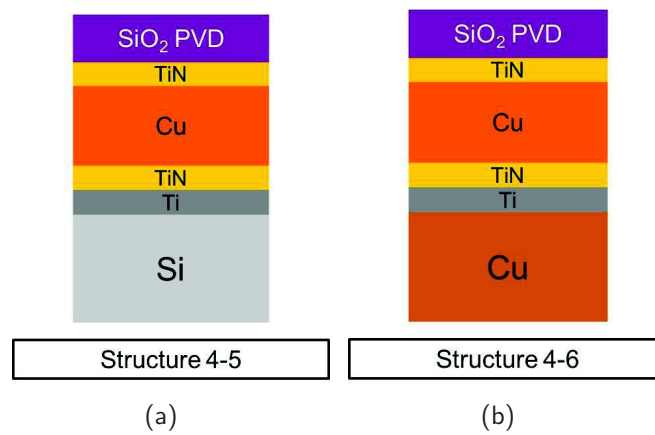 SiO₂ PVD
TiN
Cu
TiN
Ti
Si
Structure 4-5
(a)
SiO₂ PVD
TiN
Cu
TiN
Ti
Cu
Structure 4-6
(b)